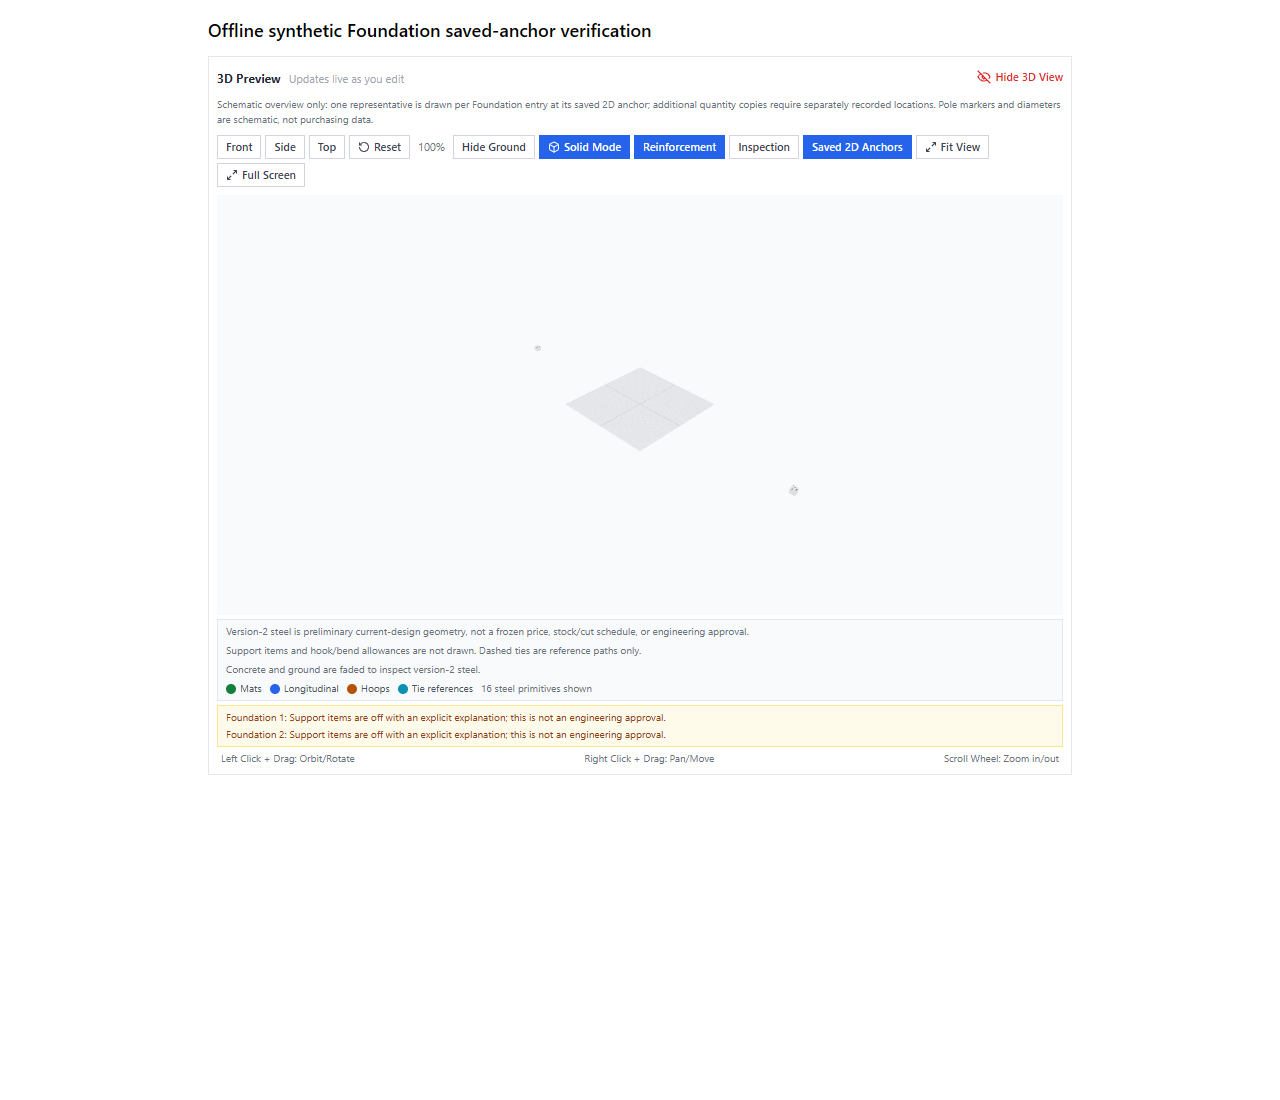 Offline synthetic Foundation saved-anchor verification
3D Preview Updates live as you edit
Hide 3D View
Schematic overview only: one representative is drawn per Foundation entry at its saved 2D anchor; additional quantity copies require separately recorded locations. Pole markers and diameters
are schematic, not purchasing data.
Front Side Top Reset 100% Hide Ground Solid Mode Reinforcement Inspection Saved 2D Anchors Fit View
Full Screen
Version-2 steel is preliminary current-design geometry, not a frozen price, stock/cut schedule, or engineering approval.
Support items and hook/bend allowances are not drawn. Dashed ties are reference paths only.
Concrete and ground are faded to inspect version-2 steel.
Mats Longitudinal Hoops Tie references 16 steel primitives shown
Foundation 1: Support items are off with an explicit explanation; this is not an engineering approval.
Foundation 2: Support items are off with an explicit explanation; this is not an engineering approval.
Left Click + Drag: Orbit/Rotate Right Click + Drag: Pan/Move Scroll Wheel: Zoom in/out